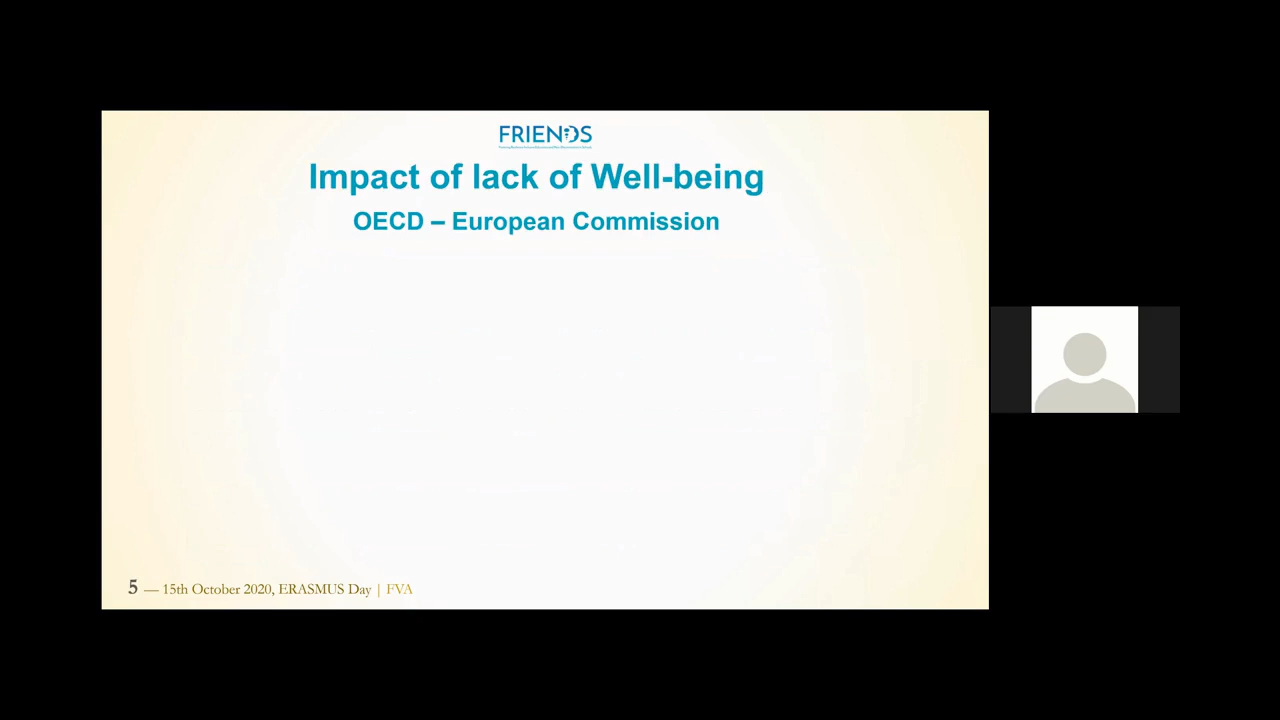 FRIENDS
Impact of lack of Well-being
OECD – European Commission
5 — 15th October 2020, ERASMUS Day | FVA